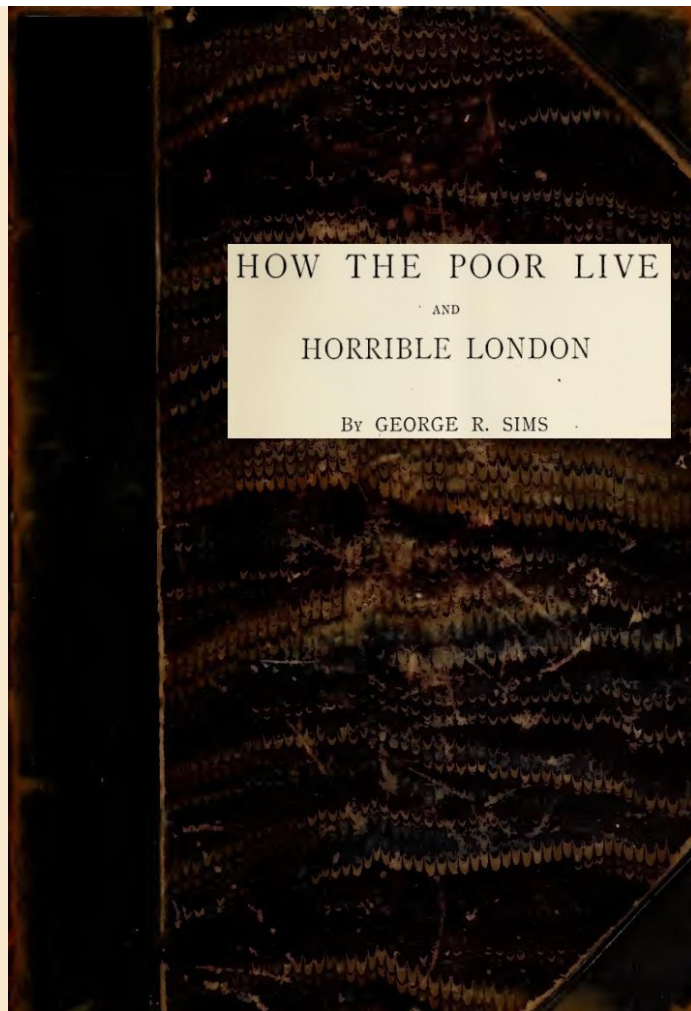 HOW THE POOR LIVE
AND
HORRIBLE LONDON
By GEORGE R. SIMS